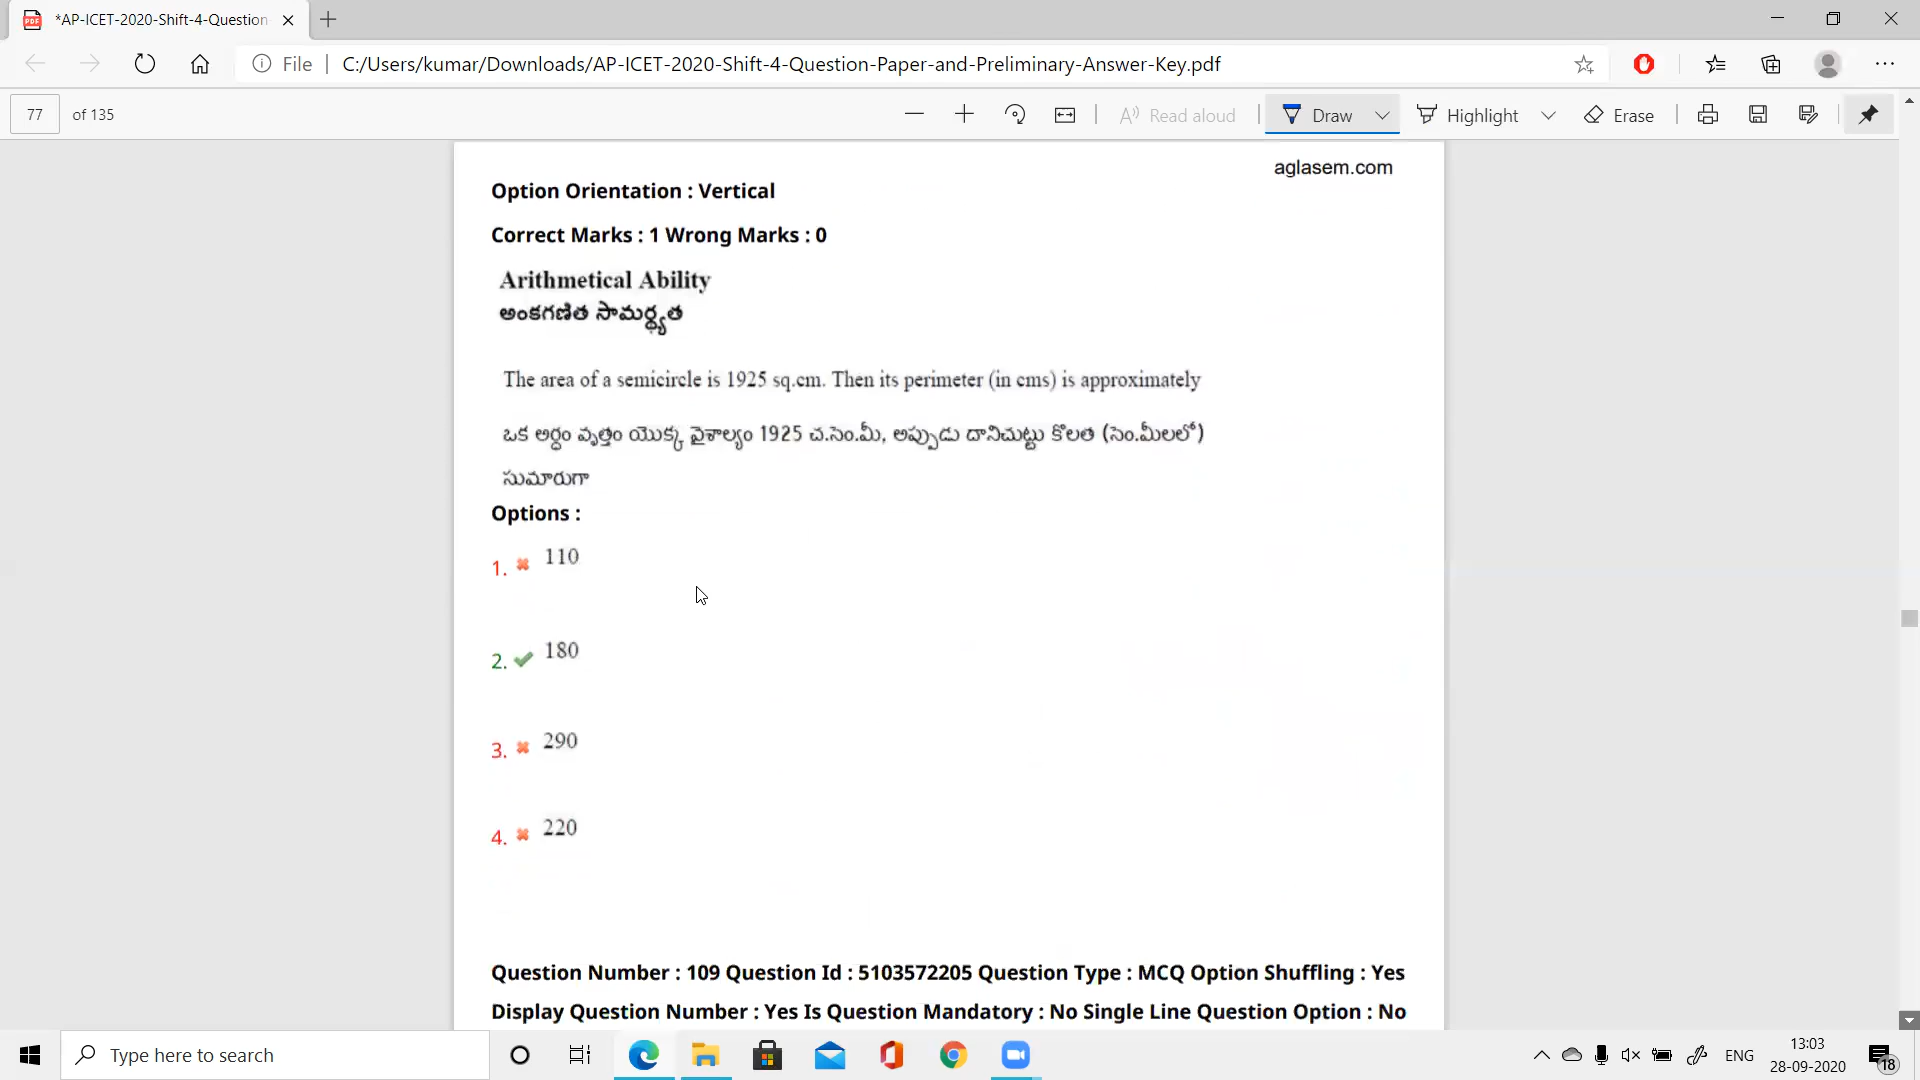 *AP-ICET-2020-Shift-4-Question
File
C:/Users/kumar/Downloads/AP-ICET-2020-Shift-4-Question-Paper-and-Preliminary-Answer-Key.pdf
77 of 135
Read aloud
Draw
Highlight
Erase
aglasem.com
Option Orientation : Vertical
Correct Marks : 1 Wrong Marks : 0
Arithmetical Ability
అంకగణిత సామర్థ్యత
The area of a semicircle is 1925 sq.cm. Then its perimeter (in cms) is approximately
ఒక అర్ధం వృత్తం యొక్క వైశాల్యం 1925 చ.సెం.మీ, అప్పుడు దానిచుట్టు కొలత (సెం.మీలలో)
సుమారుగా
Options :
1. 110
2. 180
3. 290
4. 220
Question Number : 109 Question Id : 5103572205 Question Type : MCQ Option Shuffling : Yes
Display Question Number : Yes Is Question Mandatory : No Single Line Question Option : No
Type here to search
ENG
13:03
28-09-2020
18